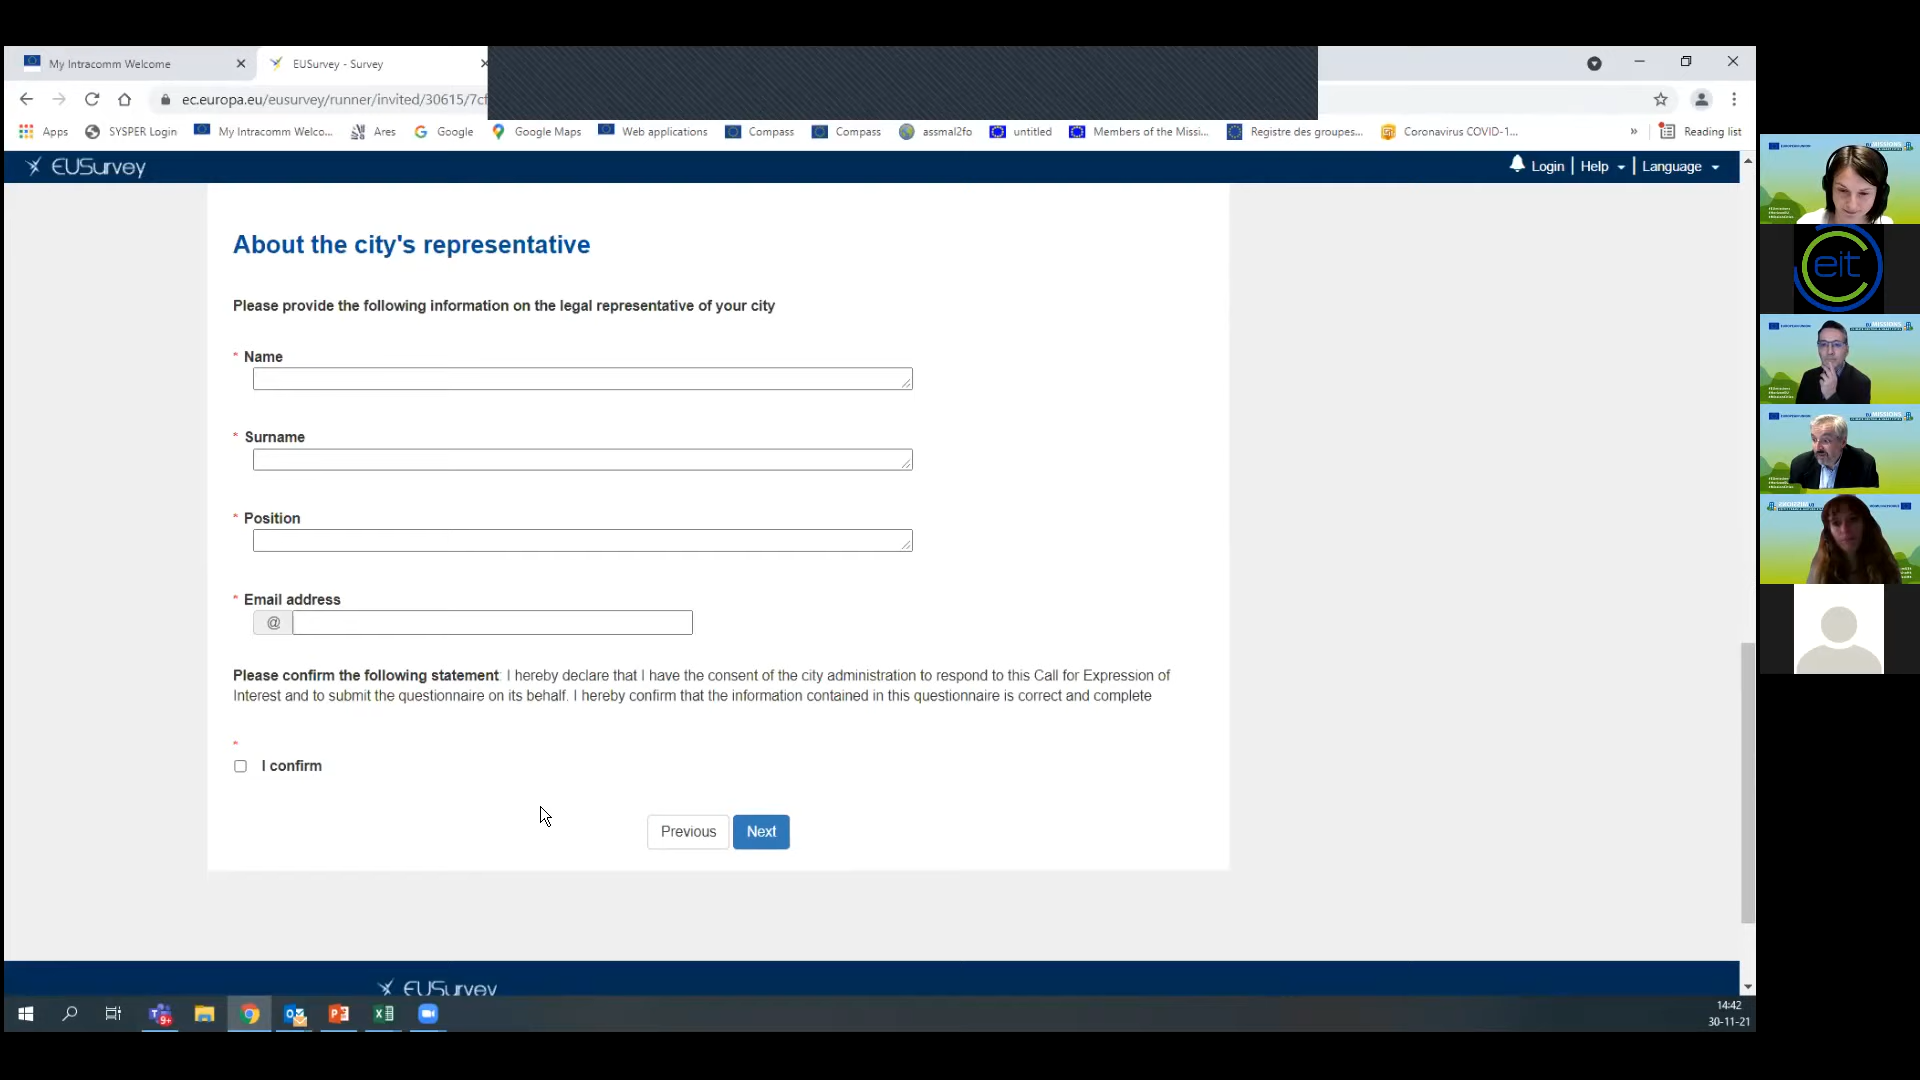 My Intracomm Welcome
EUSurvey - Survey
ec.europa.eu/eusurvey/runner/invited/30615/7cf
Apps
SYSPER Login
My Intracomm Welco...
Ares
Google
Google Maps
Web applications
Compass
Compass
assmal2fo
untitled
Members of the Missi...
Registre des groupes...
Coronavirus COVID-1...
»
Reading list
EUSurvey
Login | Help | Language
About the city's representative
Please provide the following information on the legal representative of your city
* Name
* Surname
* Position
* Email address
@
Please confirm the following statement: I hereby declare that I have the consent of the city administration to respond to this Call for Expression of
Interest and to submit the questionnaire on its behalf. I hereby confirm that the information contained in this questionnaire is correct and complete
*
I confirm
Previous
Next
EUSurvey
14:42
30-11-21
eit